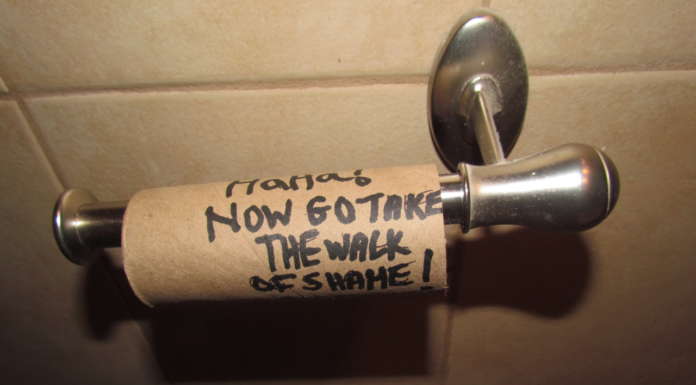 HaHa!
NOW GO TAKE
THE WALK
OF SHAME!